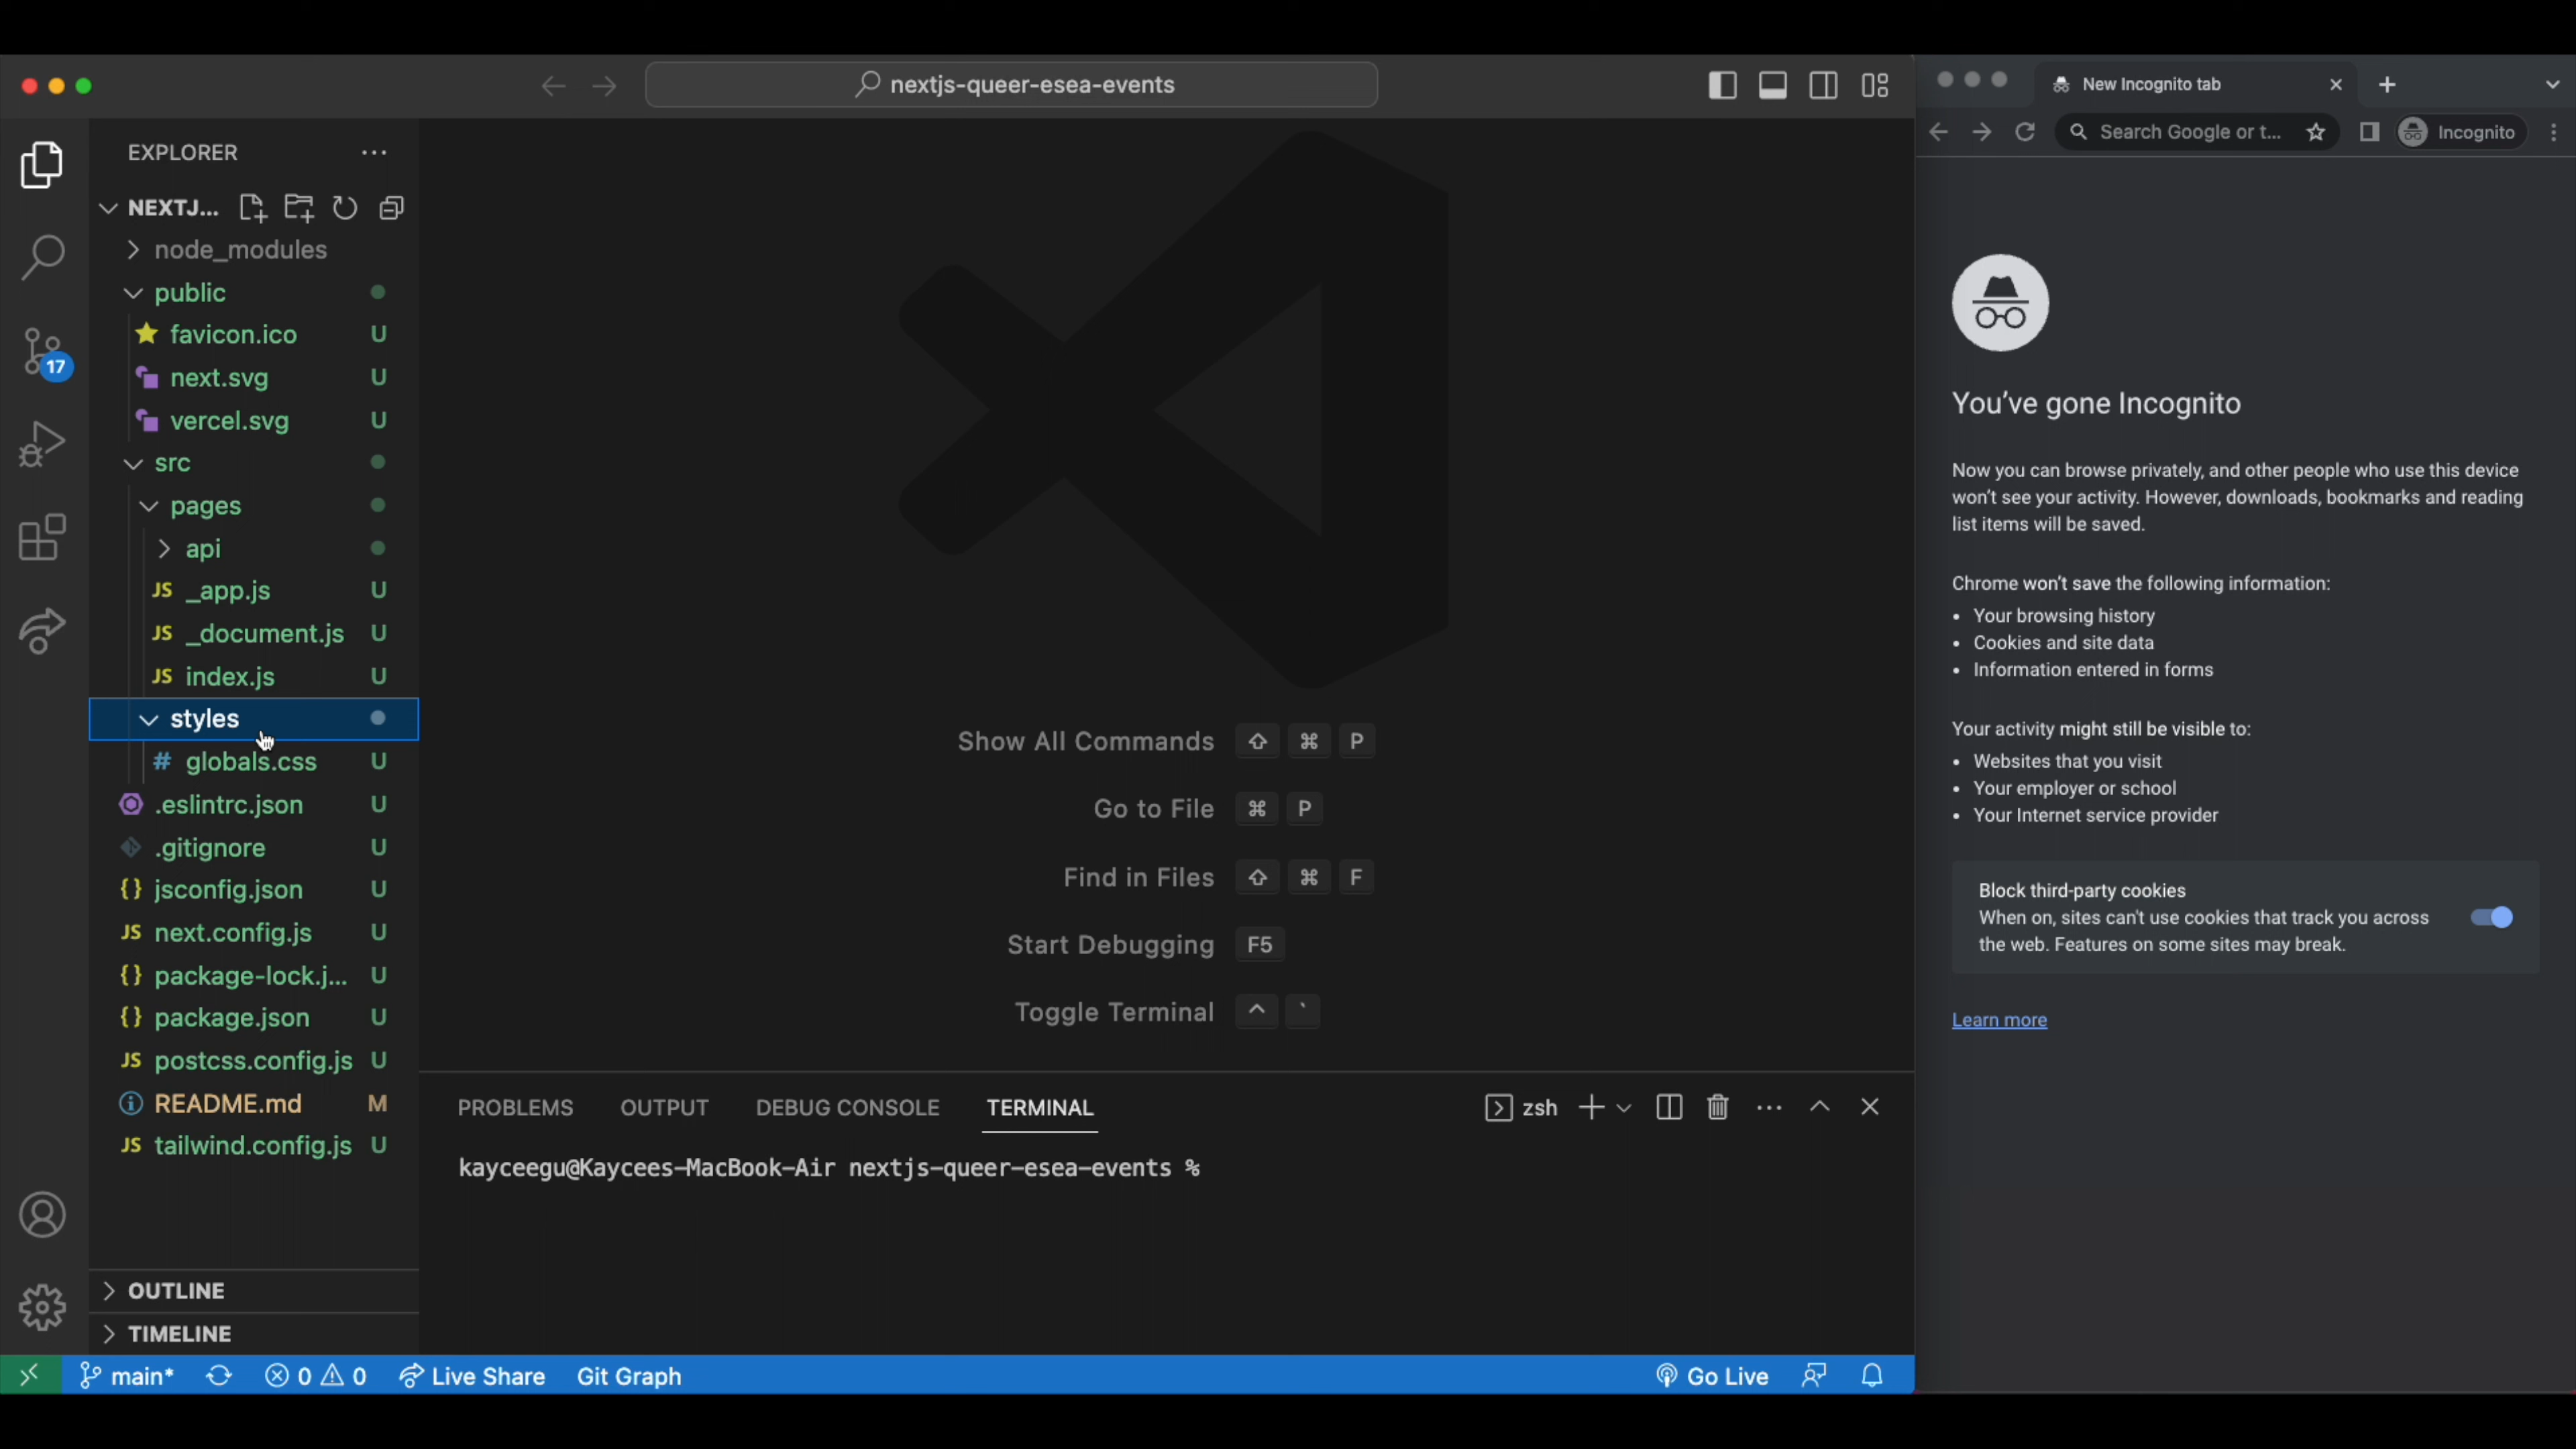 nextjs-queer-esea-events
EXPLORER
NEXTJ...
node_modules
public
favicon.ico U
next.svg U
vercel.svg U
src
pages
api
JS _app.js U
JS _document.js U
JS index.js U
styles
# globals.css U
.eslintrc.json U
.gitignore U
{} jsconfig.json U
JS next.config.js U
{} package-lock.j... U
{} package.json U
JS postcss.config.js U
README.md M
JS tailwind.config.js U
OUTLINE
TIMELINE
17
Show All Commands ⇧ ⌘ P
Go to File ⌘ P
Find in Files ⇧ ⌘ F
Start Debugging F5
Toggle Terminal ^ `
PROBLEMS OUTPUT DEBUG CONSOLE TERMINAL
zsh
kayceegu@Kaycees-MacBook-Air nextjs-queer-esea-events %
main* 0 0 Live Share Git Graph Go Live
New Incognito tab
Search Google or t... Incognito
You've gone Incognito
Now you can browse privately, and other people who use this device
won't see your activity. However, downloads, bookmarks and reading
list items will be saved.
Chrome won't save the following information:
• Your browsing history
• Cookies and site data
• Information entered in forms
Your activity might still be visible to:
• Websites that you visit
• Your employer or school
• Your Internet service provider
Block third-party cookies
When on, sites can't use cookies that track you across
the web. Features on some sites may break.
Learn more